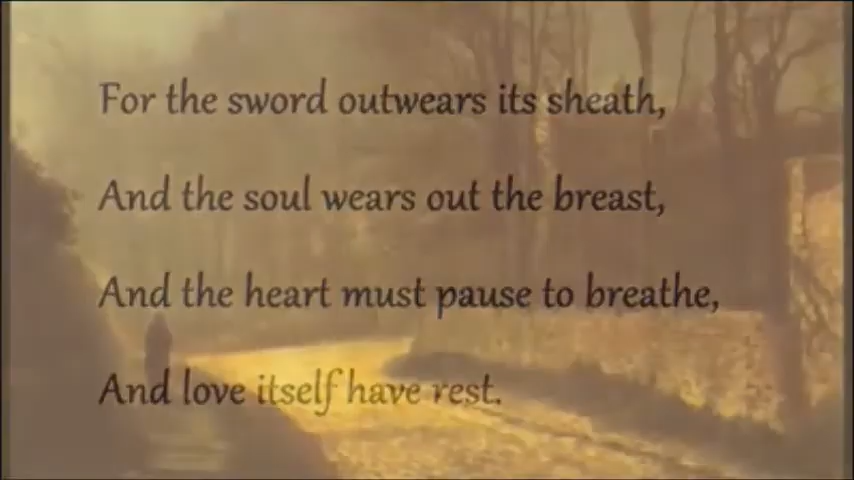 For the sword outwears its sheath,
And the soul wears out the breast,
And the heart must pause to breathe,
And love itself have rest.